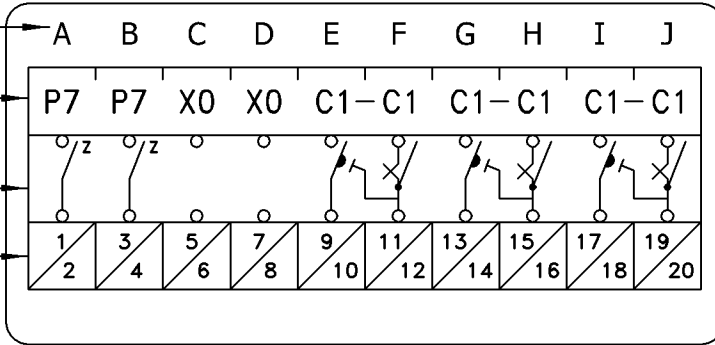 A B C D E F G H I J
P7 P7 X0 X0 C1-C1 C1-C1 C1-C1
z z
1 3 5 7 9 11 13 15 17 19
2 4 6 8 10 12 14 16 18 20